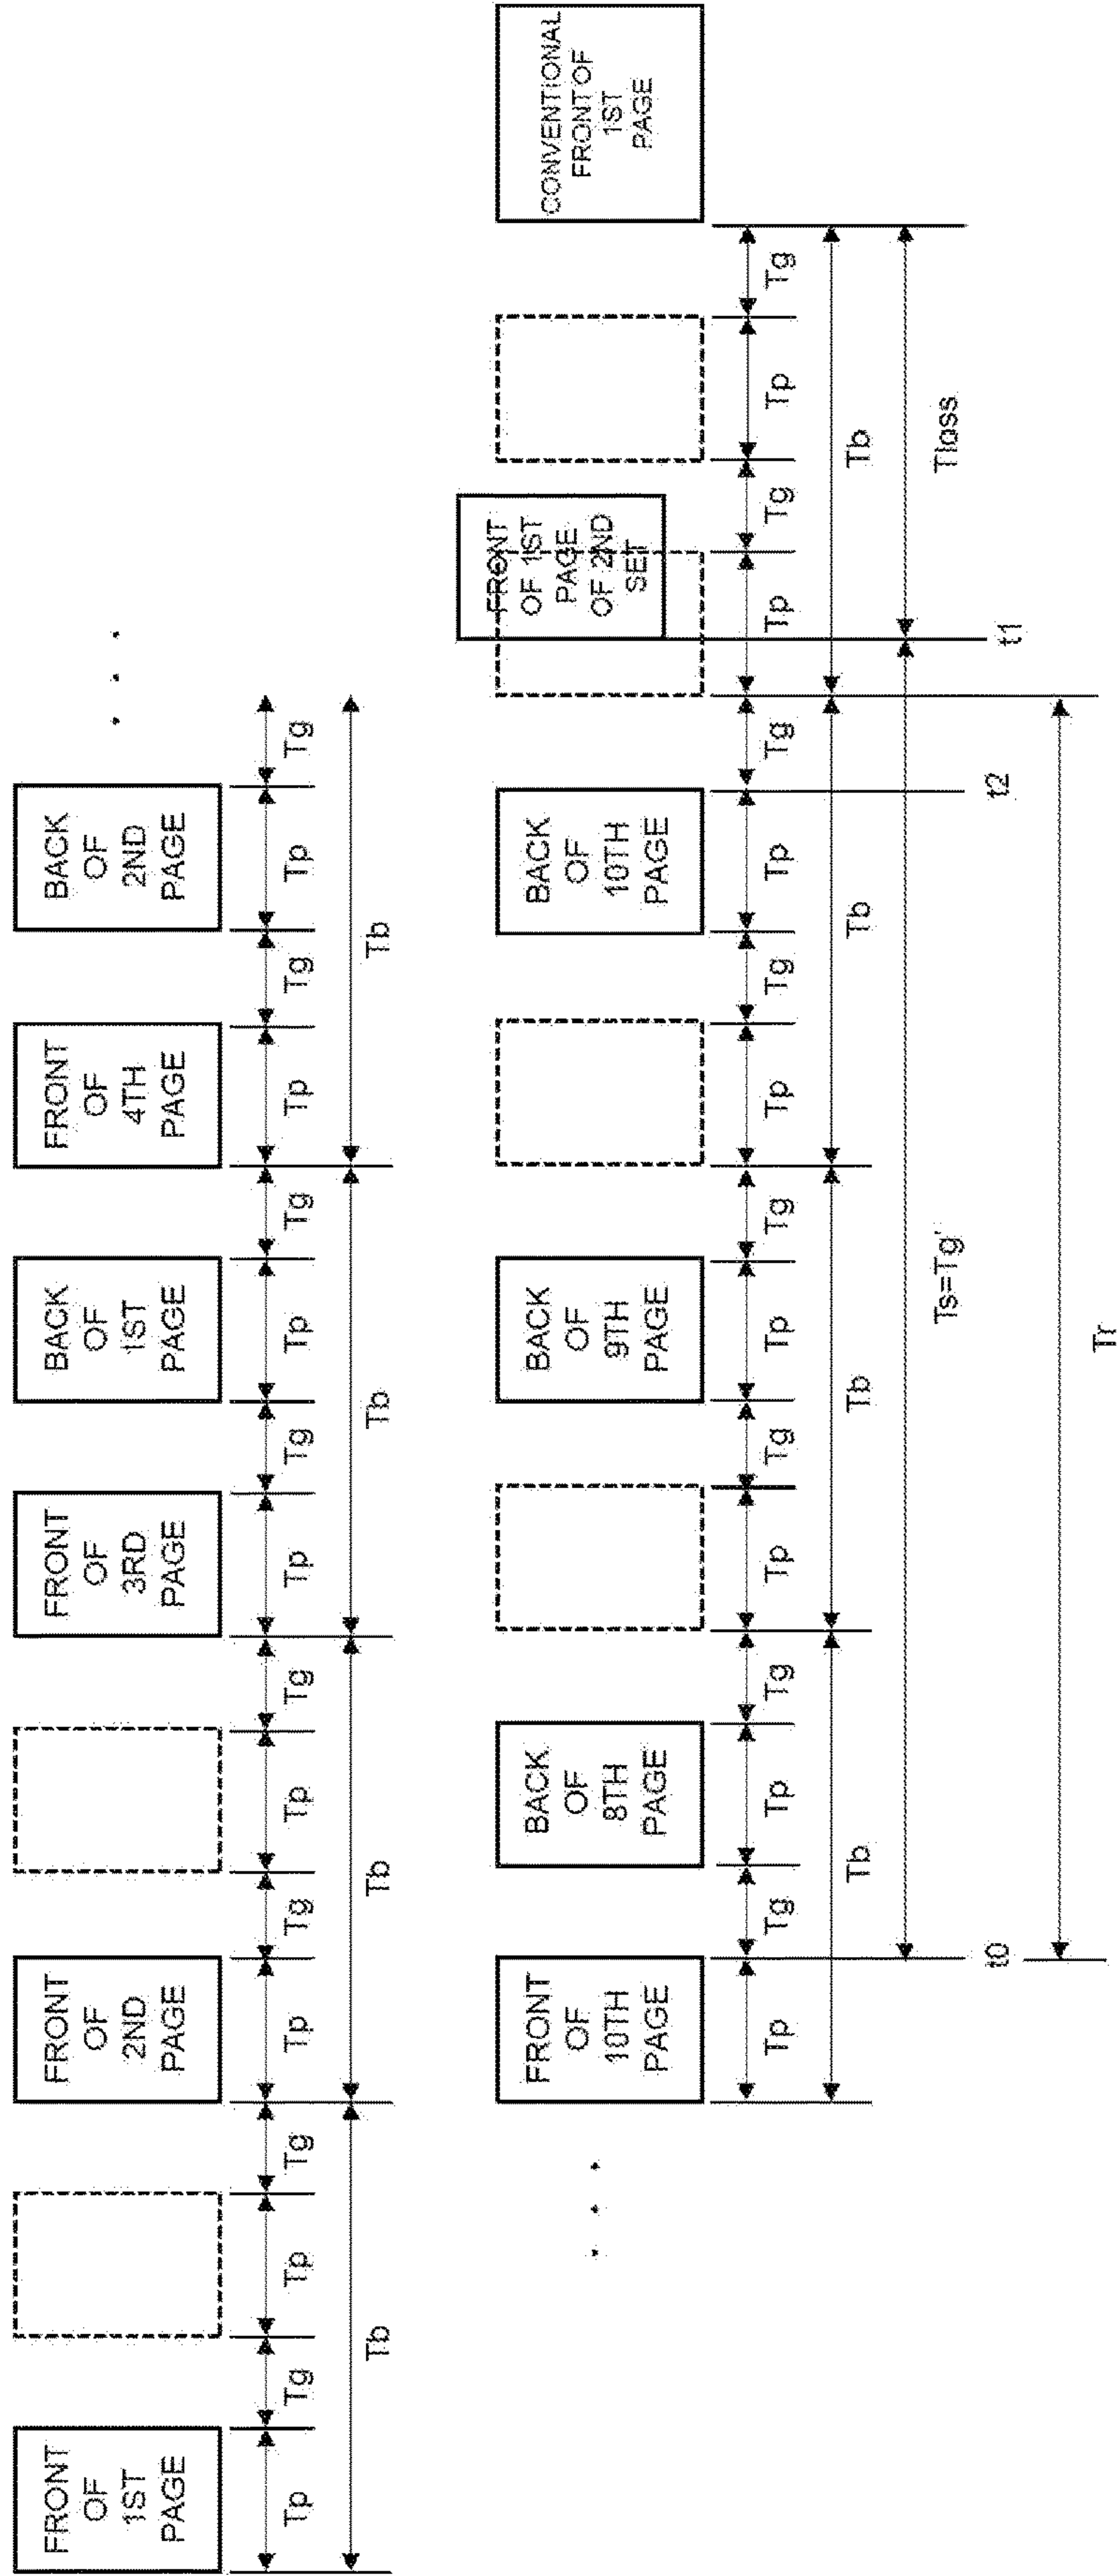 FRONT
OF
1ST
PAGE
FRONT
OF
2ND
PAGE
FRONT
OF
3RD
PAGE
BACK
OF
1ST
PAGE
FRONT
OF
4TH
PAGE
BACK
OF
2ND
PAGE
. . .
Tp Tg Tp Tg Tp Tg Tp Tg Tp Tg Tp Tg Tp Tg Tp Tg
Tb Tb Tb Tb
. . .
FRONT
OF
10TH
PAGE
BACK
OF
8TH
PAGE
BACK
OF
9TH
PAGE
BACK
OF
10TH
PAGE
FRONT
OF 1ST
PAGE
OF 2ND
SET
CONVENTIONAL
FRONT OF
1ST
PAGE
Tp Tg Tp Tg Tp Tg Tp Tg Tp Tg Tp Tg Tp Tg Tp Tg
Tb Tb Tb Tb
Ts=Tg' Tloss
t0 t2 t1
Tr